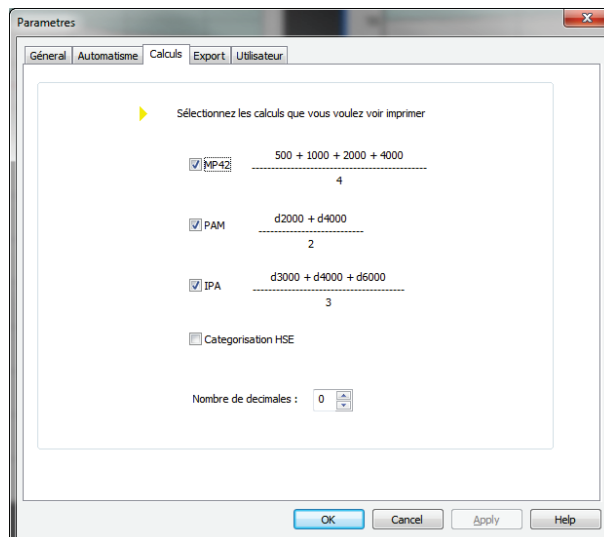 Parametres
Géneral Automatisme Calculs Export Utilisateur
Sélectionnez les calculs que vous voulez voir imprimer
MP42
500 + 1000 + 2000 + 4000
4
PAM
d2000 + d4000
2
IPA
d3000 + d4000 + d6000
3
Categorisation HSE
Nombre de decimales : 0
OK Cancel Apply Help